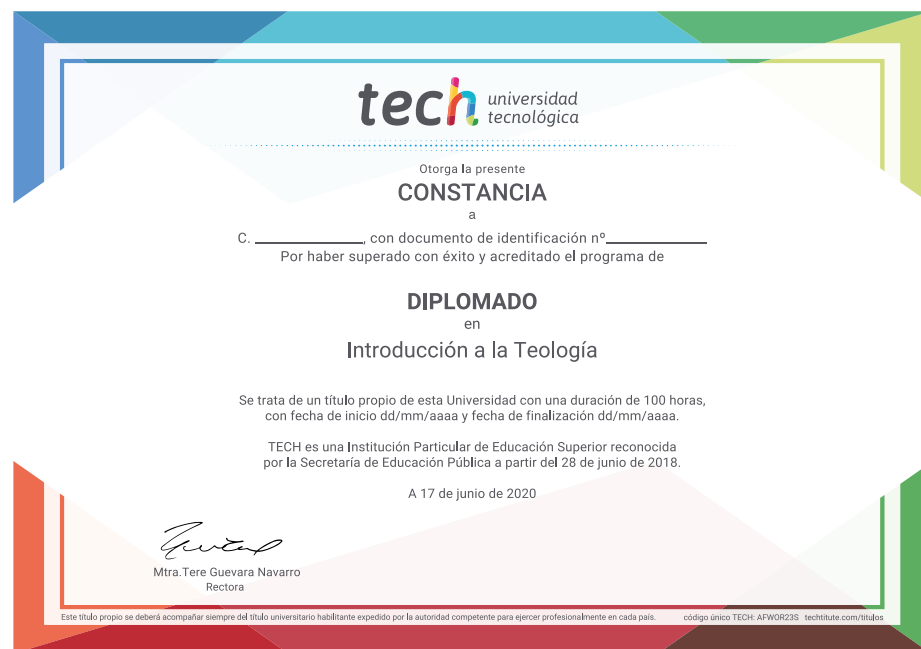 tech universidad
tecnológica
Otorga la presente
CONSTANCIA
a
C. ____________, con documento de identificación nº____________
Por haber superado con éxito y acreditado el programa de
DIPLOMADO
en
Introducción a la Teología
Se trata de un título propio de esta Universidad con una duración de 100 horas,
con fecha de inicio dd/mm/aaaa y fecha de finalización dd/mm/aaaa.
TECH es una Institución Particular de Educación Superior reconocida
por la Secretaría de Educación Pública a partir del 28 de junio de 2018.
A 17 de junio de 2020
Mtra.Tere Guevara Navarro
Rectora
Este título propio se deberá acompañar siempre del título universitario habilitante expedido por la autoridad competente para ejercer profesionalmente en cada país. código único TECH: AFWOR23S techtitute.com/titulos